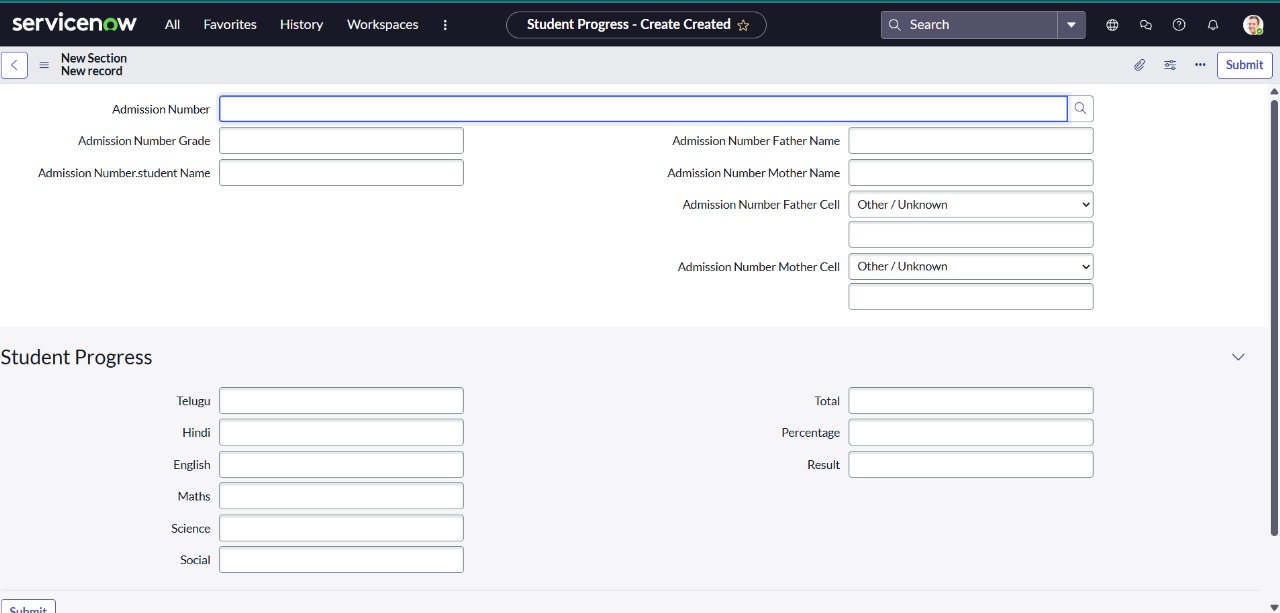 servicenow All Favorites History Workspaces Student Progress - Create Created Search
New Section
New record
Submit
Admission Number
Admission Number Grade
Admission Number Father Name
Admission Number.student Name
Admission Number Mother Name
Admission Number Father Cell Other / Unknown
Admission Number Mother Cell Other / Unknown
Student Progress
Telugu
Total
Hindi
Percentage
English
Result
Maths
Science
Social
Submit